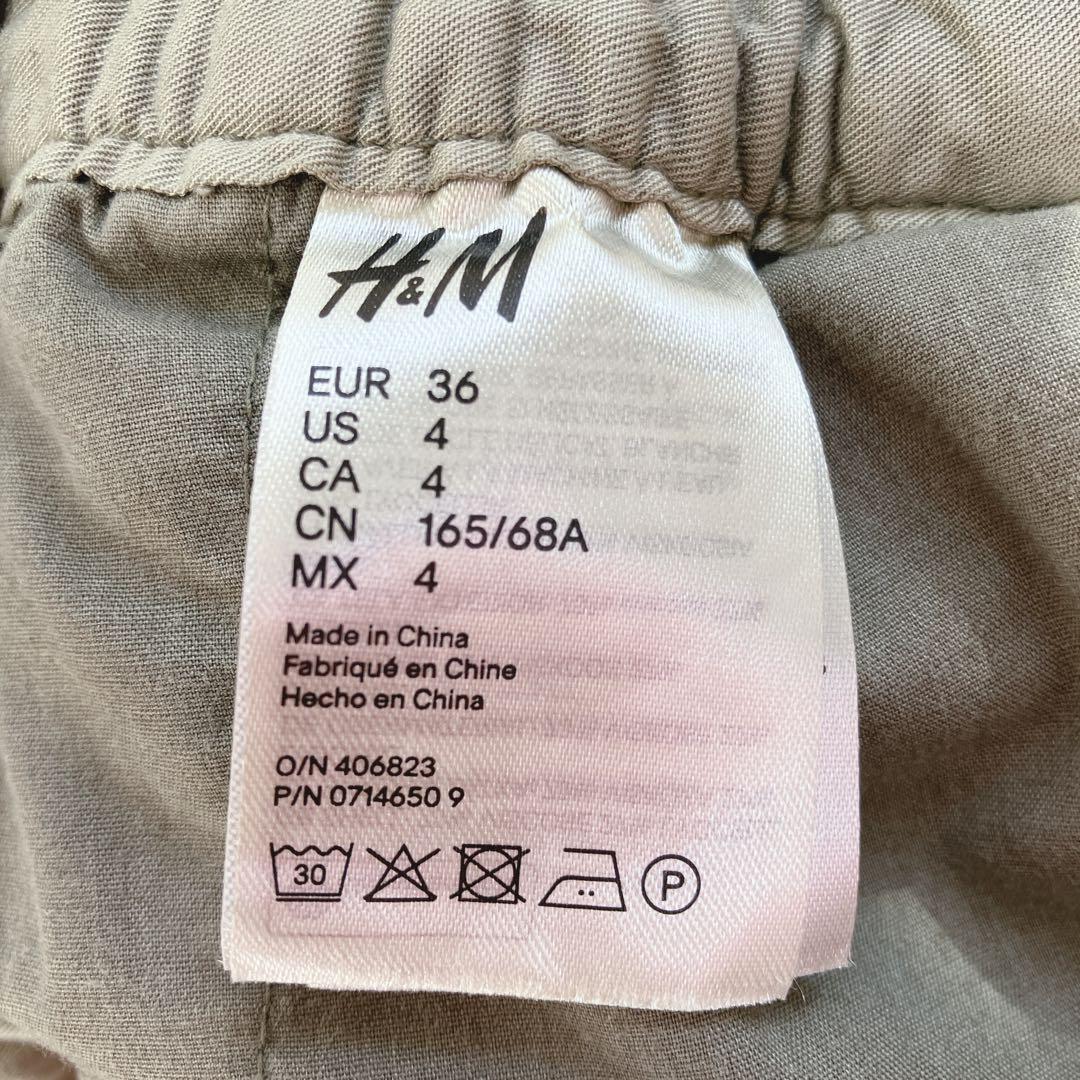 H&M
EUR 36
US 4
CA 4
CN 165/68A
MX 4
Made in China
Fabriqué en Chine
Hecho en China
O/N 406823
P/N 0714650 9
30
P